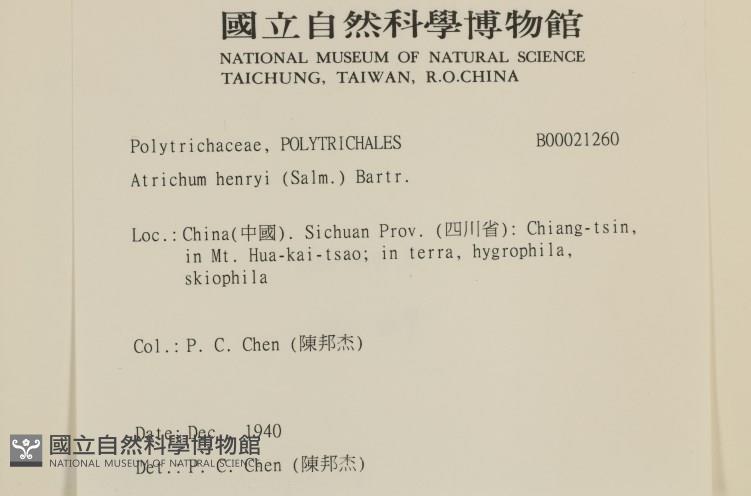 國立自然科學博物館
NATIONAL MUSEUM OF NATURAL SCIENCE
TAICHUNG, TAIWAN, R.O.CHINA
Polytrichaceae, POLYTRICHALES B00021260
Atrichum henryi (Salm.) Bartr.
Loc.: China(中國). Sichuan Prov. (四川省): Chiang-tsin,
in Mt. Hua-kai-tsao; in terra, hygrophila,
skiophila
Col.: P. C. Chen (陳邦杰)
Date: Dec. 1940
國立自然科學博物館
NATIONAL MUSEUM OF NATURAL SCIENCE
Det.: P. C. Chen (陳邦杰)